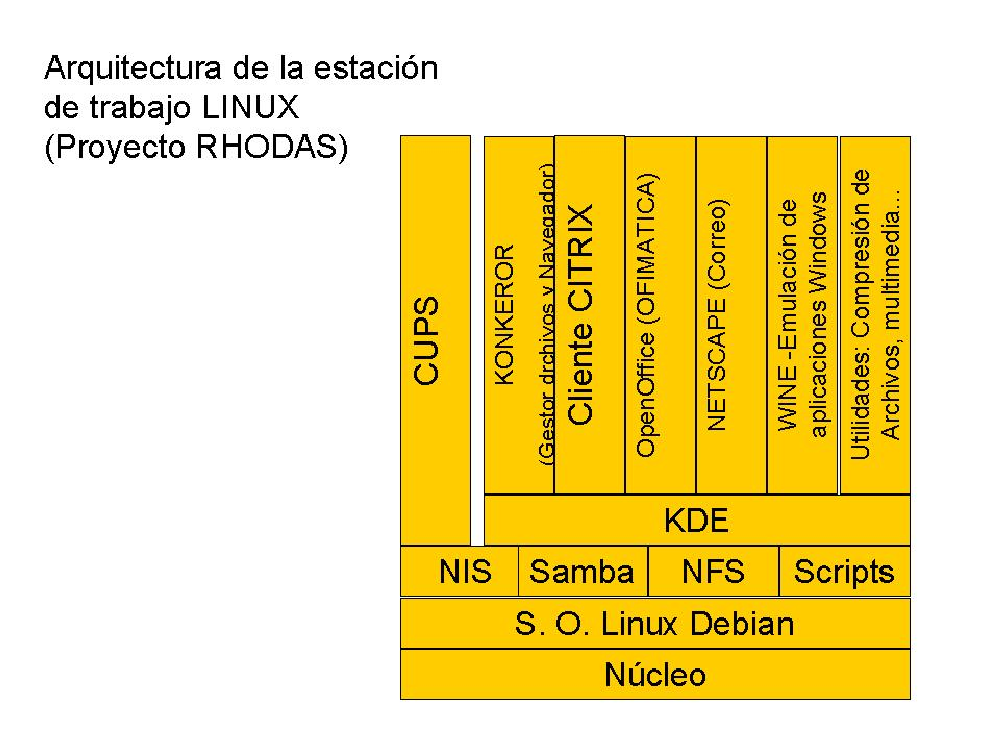 Arquitectura de la estación
de trabajo LINUX
(Proyecto RHODAS)
CUPS
KONKEROR
(Gestor drchivos y Navegador)
Cliente CITRIX
OpenOffice (OFIMATICA)
NETSCAPE (Correo)
WINE -Emulación de
aplicaciones Windows
Utilidades: Compresión de
Archivos, multimedia...
KDE
NIS
Samba
NFS
Scripts
S. O. Linux Debian
Núcleo